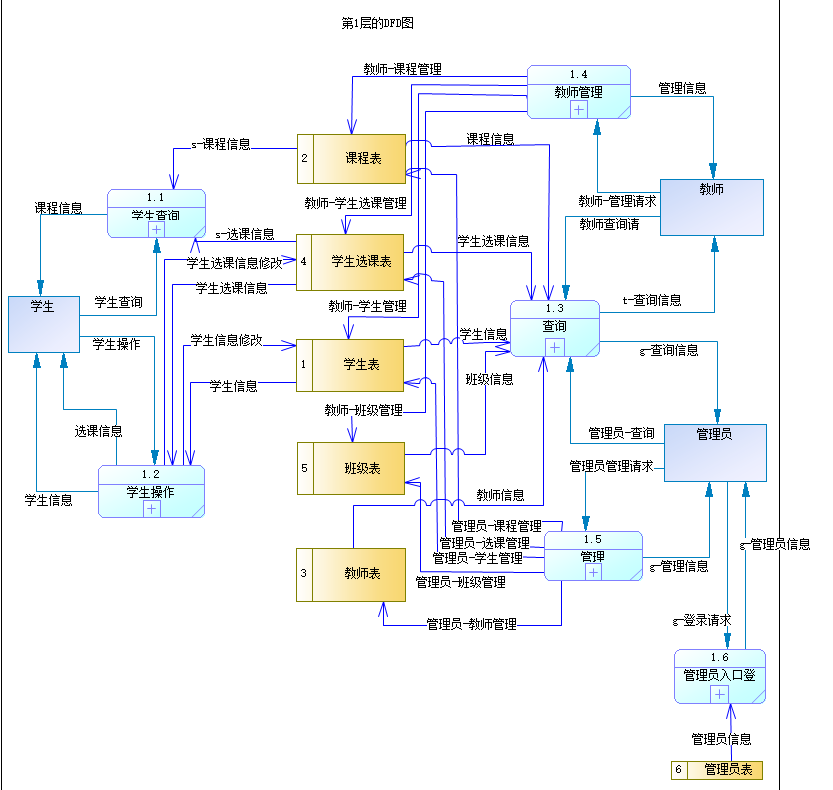 第1层的DFD图
教师-课程管理
1.4
教师管理
管理信息
s-课程信息
2
课程表
课程信息
教师
1.1
学生查询
课程信息
教师-学生选课管理
教师-管理请求
教师查询请
s-选课信息
4
学生选课表
学生选课信息
学生选课信息修改
学生选课信息
学生
学生查询
t-查询信息
1.3
查询
教师-学生管理
学生操作
学生信息修改
学生信息
1
学生表
g-查询信息
学生信息
班级信息
教师-班级管理
选课信息
管理员-查询
管理员
1.2
学生操作
5
班级表
管理员管理请求
学生信息
教师信息
管理员-课程管理
管理员-选课管理
管理员-学生管理
1.5
管理
g-管理员信息
3
教师表
管理员-班级管理
g-管理信息
管理员-教师管理
g-登录请求
1.6
管理员入口登
管理员信息
6
管理员表